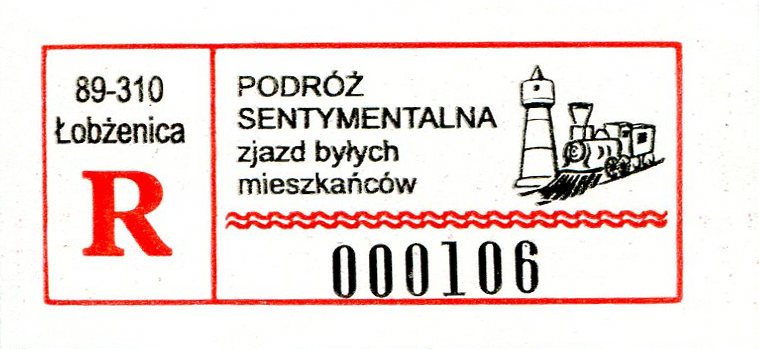 89-310
Łobżenica
R
PODRÓŻ
SENTYMENTALNA
zjazd byłych
mieszkańców
000106